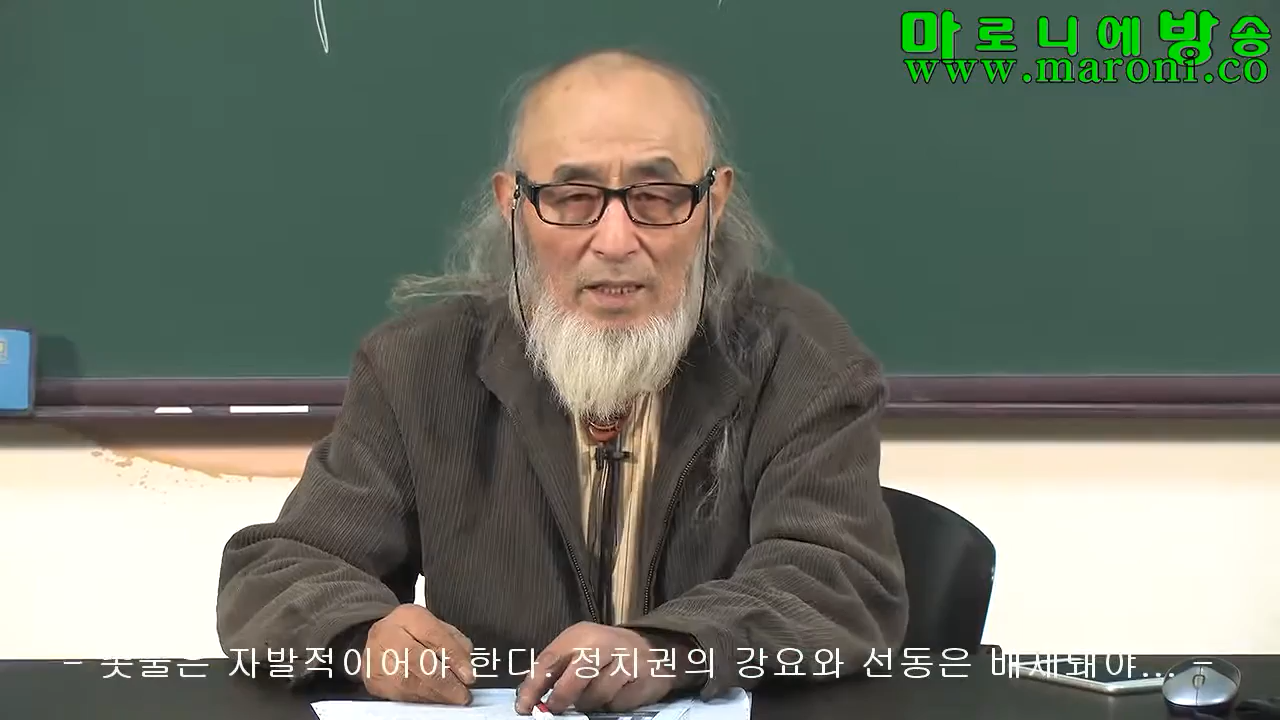 마로니에방송
www.maroni.co
- 촛불은 자발적이어야 한다. 정치권의 강요와 선동은 배제돼야... -